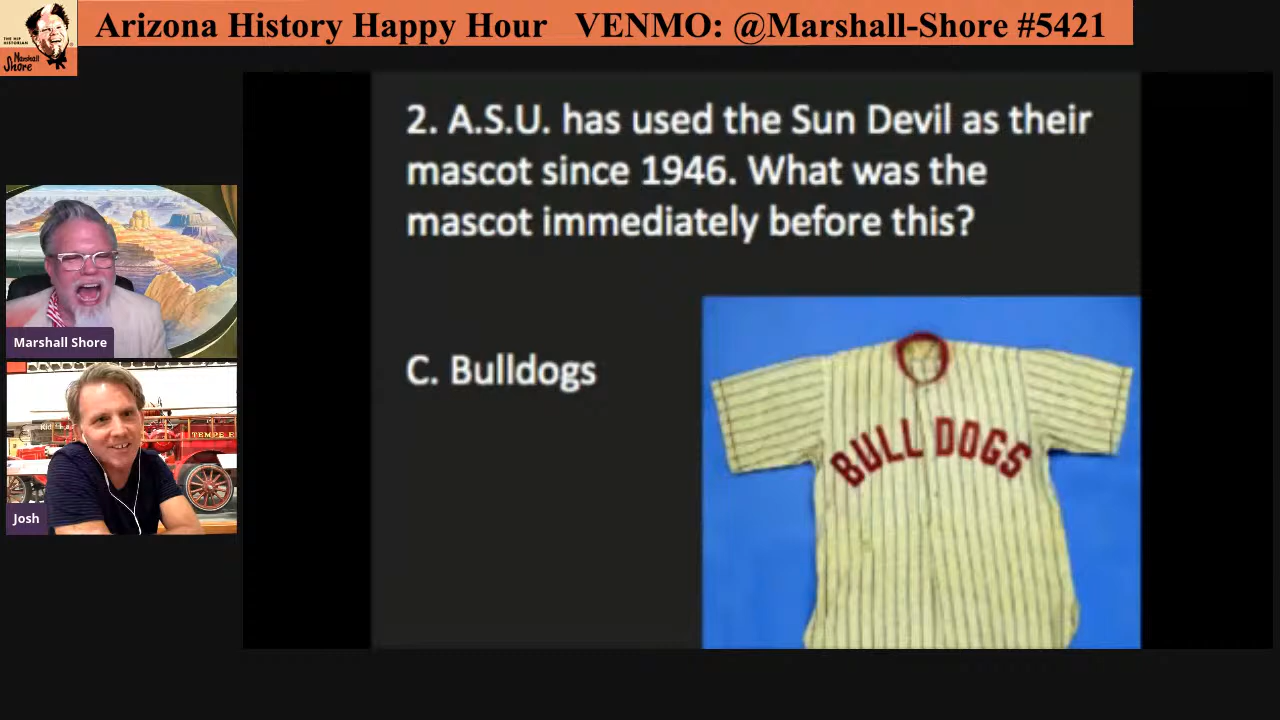 THE HIP
HISTORIAN
Marshall
Shore
Arizona History Happy Hour VENMO: @Marshall-Shore #5421
2. A.S.U. has used the Sun Devil as their
mascot since 1946. What was the
mascot immediately before this?
C. Bulldogs
BULL DOGS
Marshall Shore
TEMPE F
Josh